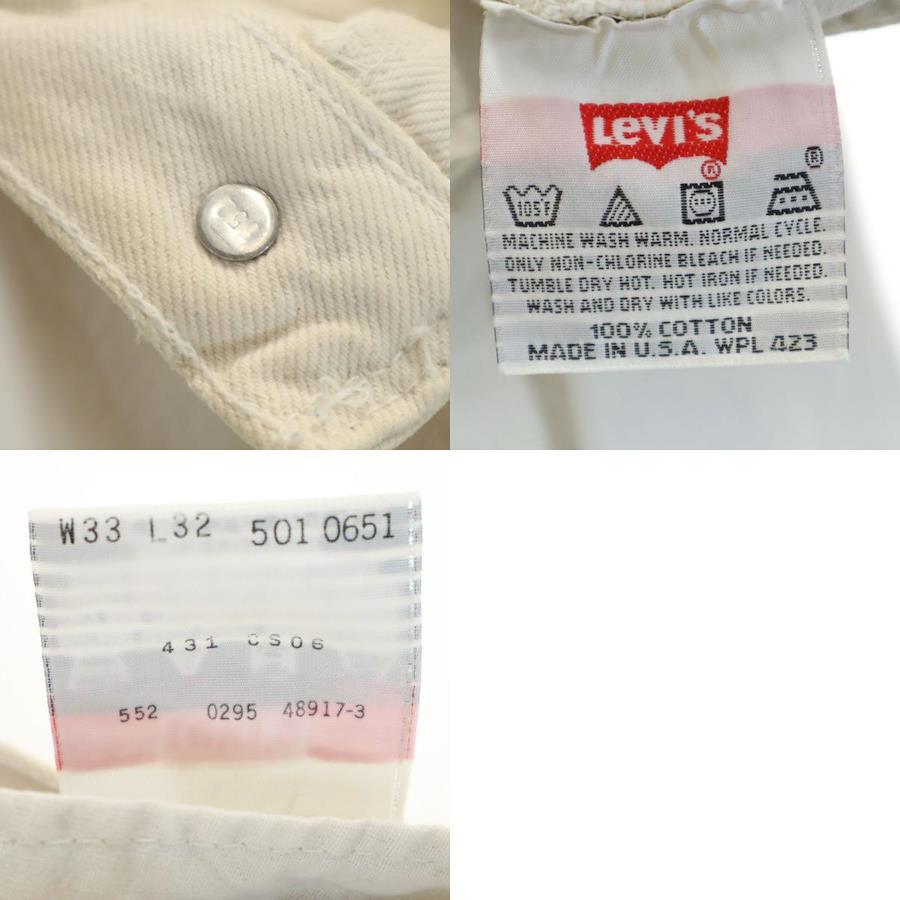 LEVI'S
®
®
105F
MACHINE WASH WARM. NORMAL CYCLE.
ONLY NON-CHLORINE BLEACH IF NEEDED.
TUMBLE DRY HOT. HOT IRON IF NEEDED.
WASH AND DRY WITH LIKE COLORS.
100% COTTON
MADE IN U.S.A. WPL 423
W33 L32 501 0651
431 CS06
552 0295 48917-3